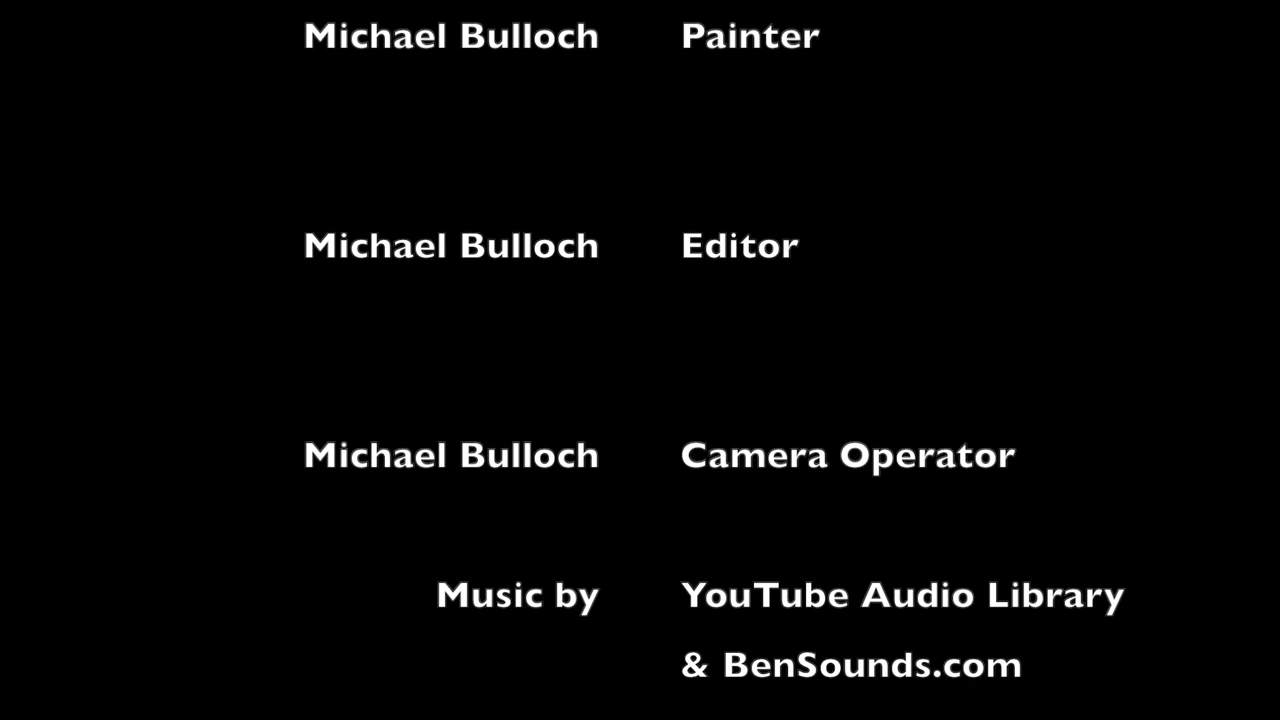 Michael Bulloch Painter
Michael Bulloch Editor
Michael Bulloch Camera Operator
Music by YouTube Audio Library
& BenSounds.com